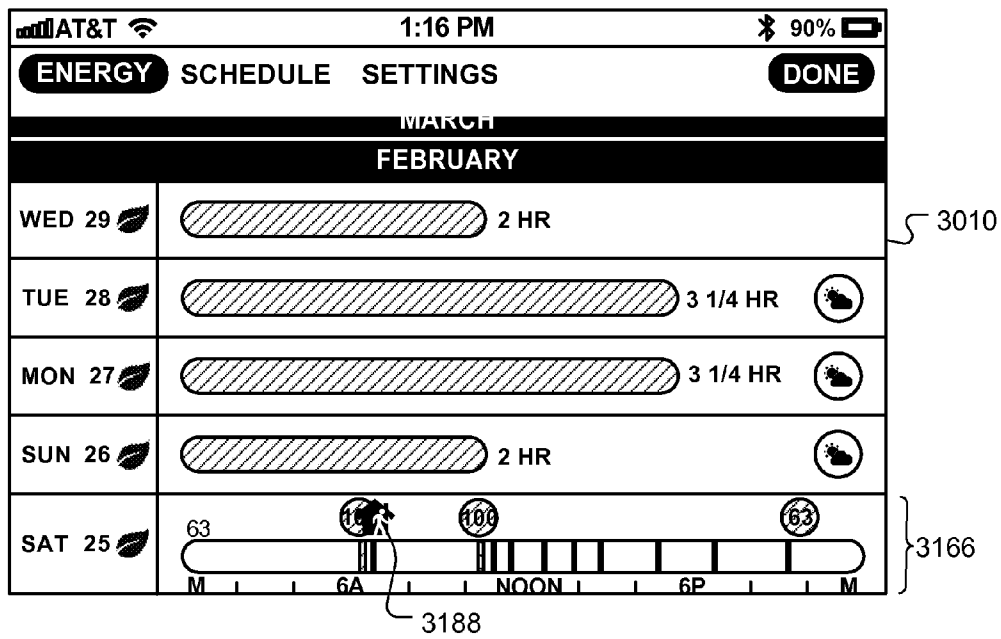 AT&T 1:16 PM 90%
ENERGY SCHEDULE SETTINGS DONE
MARCH
FEBRUARY
WED 29 2 HR
3010
TUE 28 3 1/4 HR
MON 27 3 1/4 HR
SUN 26 2 HR
63 100 63
SAT 25 3166
M 6A NOON 6P M
3188